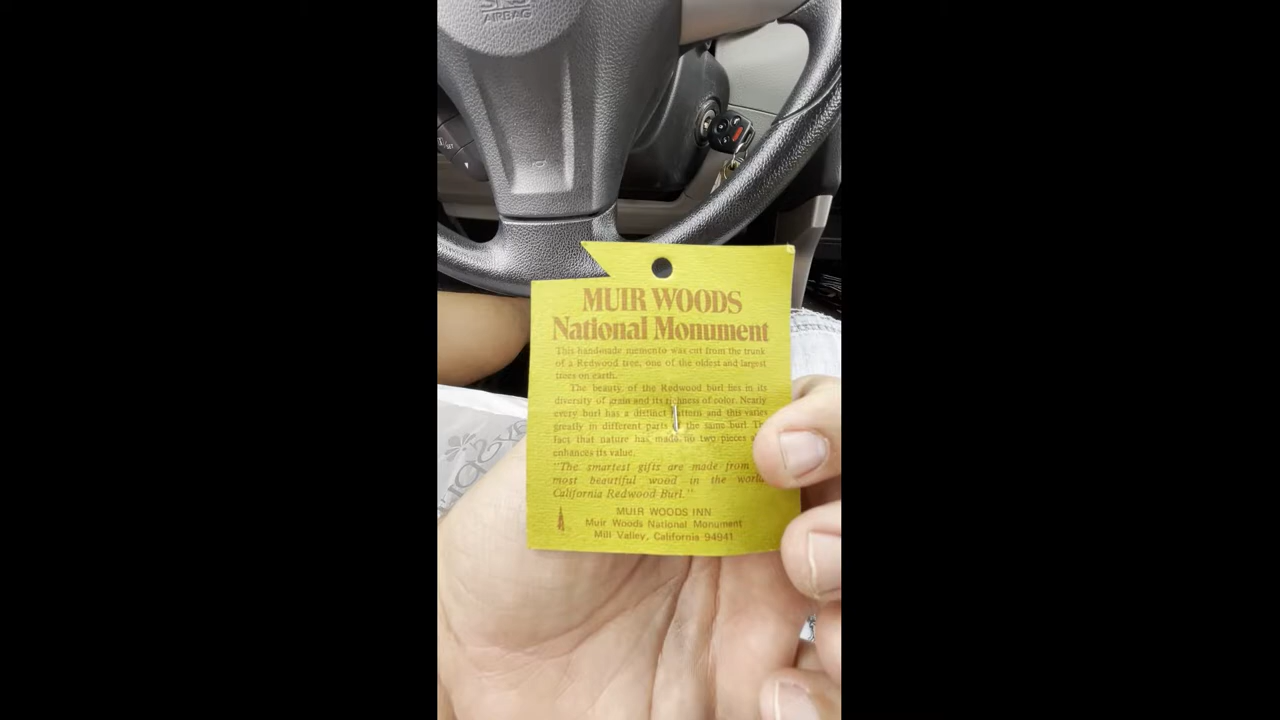 SRS
AIRBAG
SET
MUIR WOODS
National Monument
This handmade memento was cut from the trunk
of a Redwood tree, one of the oldest and largest
trees on earth.
The beauty of the Redwood burl lies in its
diversity of grain and its richness of color. Nearly
every burl has a distinct pattern and this varies
greatly in different parts the same burl.
fact that nature has made no two pieces
enhances its value.
"The smartest gifts are made from
most beautiful wood in the world
California Redwood Burl."
MUIR WOODS INN
Muir Woods National Monument
Mill Valley, California 94941